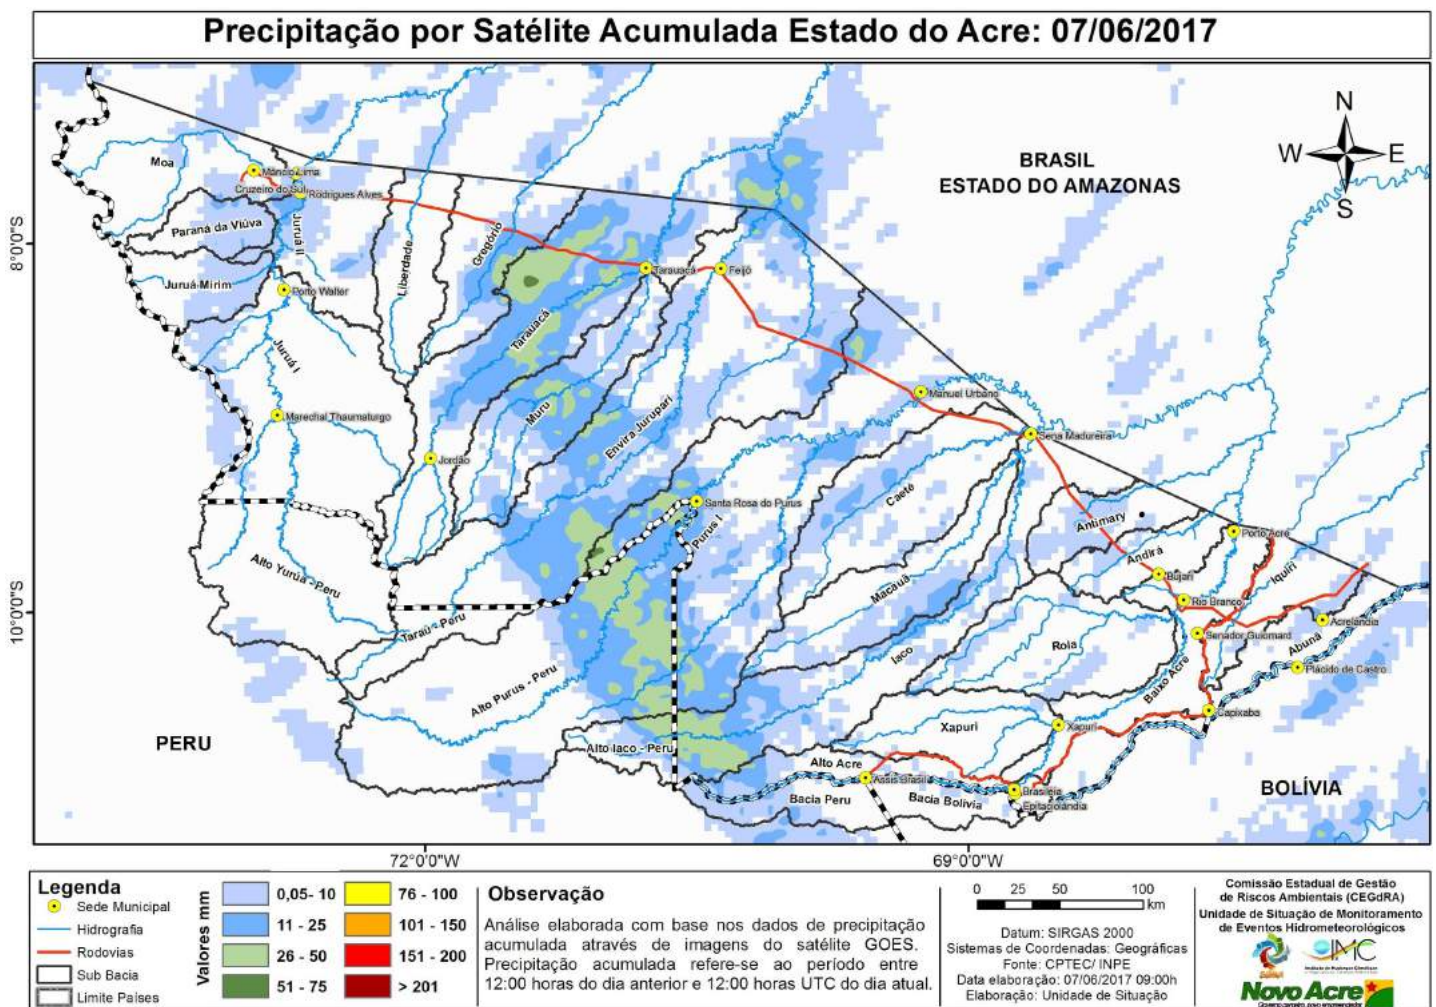 Precipitação por Satélite Acumulada Estado do Acre: 07/06/2017
N
W E
S
BRASIL
ESTADO DO AMAZONAS
PERU
BOLÍVIA
8°0'0"S
10°0'0"S
72°0'0"W
69°0'0"W
Moa
Mâncio Lima
Cruzeiro do Sul
Rodrigues Alves
Paraná da Viúva
Juruá II
Juruá-Mirim
Porto Walter
Liberdade
Gregório
Tarauacá
Feijó
Tarauacá
Juruá I
Marechal Thaumaturgo
Muru
Envira-Jurupari
Jordão
Manuel Urbano
Sena Madureira
Santa Rosa do Purus
Purus I
Caeté
Antimary
Porto Acre
Andirá
Bujari
Iquiri
Rio Branco
Macauã
Alto Yurúa - Peru
Taraú - Peru
Senador Guiomard
Acrelândia
Abunã
Iaco
Rola
Plácido de Castro
Baixo Acre
Alto Purus - Peru
Capixaba
Xapuri
Xapuri
Alto Iaco - Peru
Alto Acre
Assis Brasil
Bacia Peru
Bacia Bolívia
Brasiléia
Epitaciolândia
Legenda
Sede Municipal
Hidrografia
Rodovias
Sub Bacia
Limite Países
Valores mm
0,05- 10
11 - 25
26 - 50
51 - 75
76 - 100
101 - 150
151 - 200
> 201
Observação
Análise elaborada com base nos dados de precipitação
acumulada através de imagens do satélite GOES.
Precipitação acumulada refere-se ao período entre
12:00 horas do dia anterior e 12:00 horas UTC do dia atual.
0 25 50 100
km
Datum: SIRGAS 2000
Sistemas de Coordenadas: Geográficas
Fonte: CPTEC/ INPE
Data elaboração: 07/06/2017 09:00h
Elaboração: Unidade de Situação
Comissão Estadual de Gestão
de Riscos Ambientais (CEGdRA)
Unidade de Situação de Monitoramento
de Eventos Hidrometeorológicos
IMC
Novo Acre